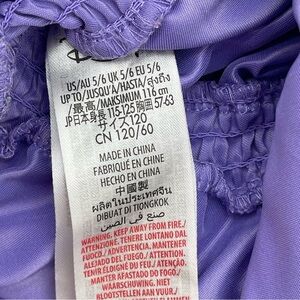 US/AU 5/6 UK 5/6 EU 5/6
UP TO/JUSQU'À/HASTA/สูงถึง
/最高/MAKSIMUM 116 cm
JP日本身長 115-125 胸囲 57-63
サイズ120
CN 120/60
MADE IN CHINA
FABRIQUÉ EN CHINE
HECHO EN CHINA
中國製
ผลิตในประเทศจีน
DIBUAT DI TIONGKOK
صنع في الصين
WARNING. KEEP AWAY FROM FIRE./
ATTENZIONE. TENERE LONTANO DAL
FUOCO./ ADVERTENCIA. MANTENER
ALEJADO DEL FUEGO./ ATTENTION.
TENIR ÉLOIGNÉ DU FEU./ ATENÇÃO.
MANTER AFASTADO DO FOGO./
WAARSCHUWING. NIET
BLOOTSTELLEN AAN VUUR./